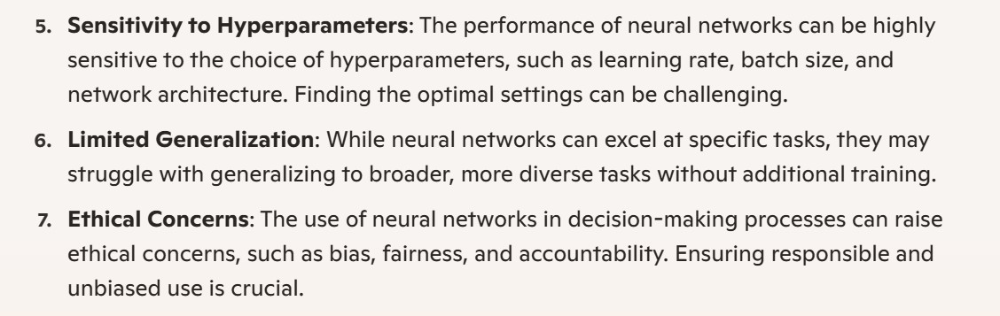 5. Sensitivity to Hyperparameters: The performance of neural networks can be highly
sensitive to the choice of hyperparameters, such as learning rate, batch size, and
network architecture. Finding the optimal settings can be challenging.
6. Limited Generalization: While neural networks can excel at specific tasks, they may
struggle with generalizing to broader, more diverse tasks without additional training.
7. Ethical Concerns: The use of neural networks in decision-making processes can raise
ethical concerns, such as bias, fairness, and accountability. Ensuring responsible and
unbiased use is crucial.